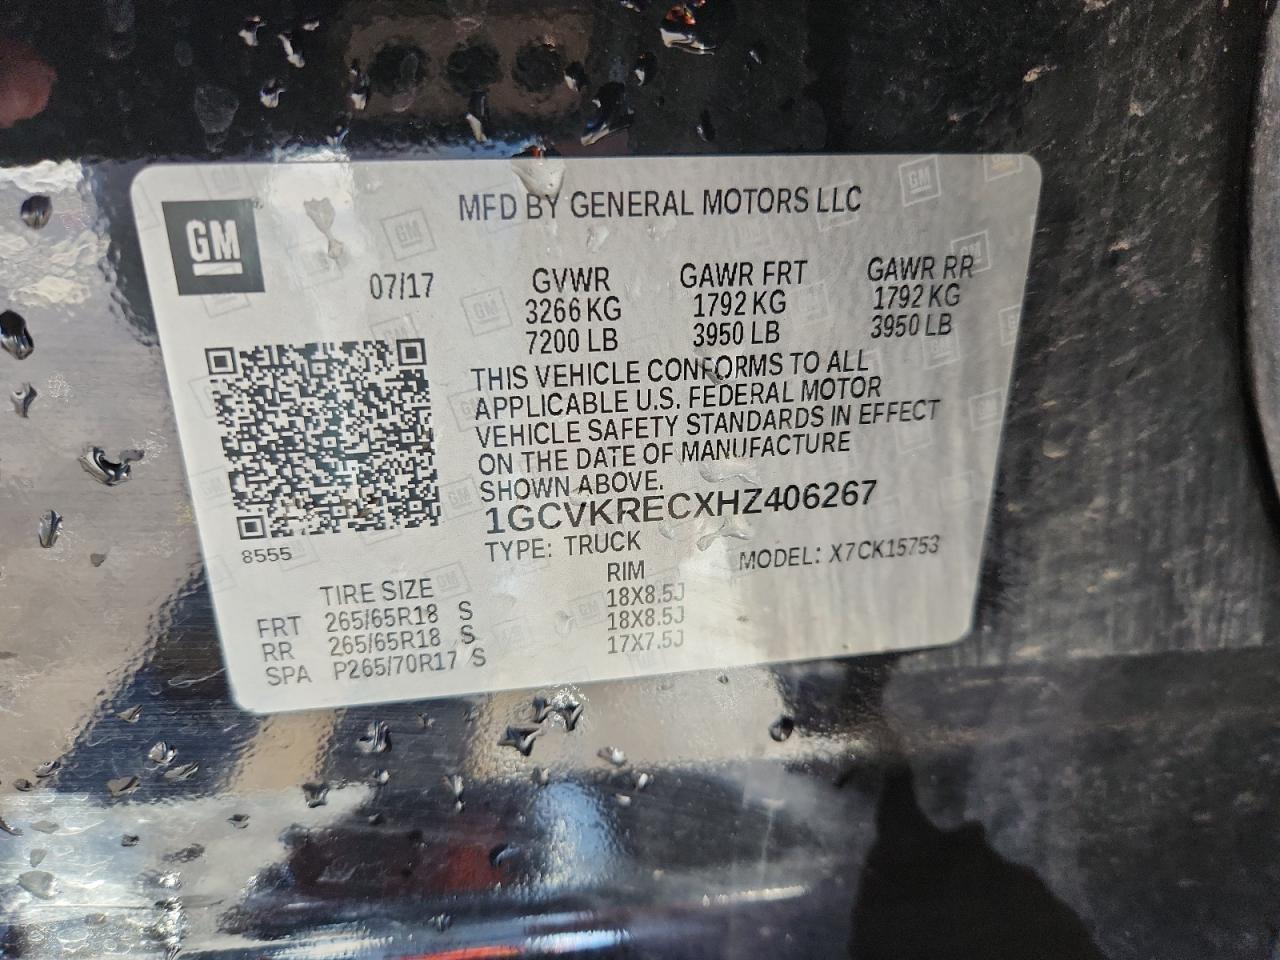 GM
MFD BY GENERAL MOTORS LLC
07/17
GVWR GAWR FRT GAWR RR
3266 KG 1792 KG 1792 KG
7200 LB 3950 LB 3950 LB
THIS VEHICLE CONFORMS TO ALL
APPLICABLE U.S. FEDERAL MOTOR
VEHICLE SAFETY STANDARDS IN EFFECT
ON THE DATE OF MANUFACTURE
SHOWN ABOVE.
1GCVKRECXHZ406267
8555
TYPE: TRUCK MODEL: X7CK15753
TIRE SIZE RIM
FRT 265/65R18 S 18X8.5J
RR 265/65R18 S 18X8.5J
SPA P265/70R17 S 17X7.5J